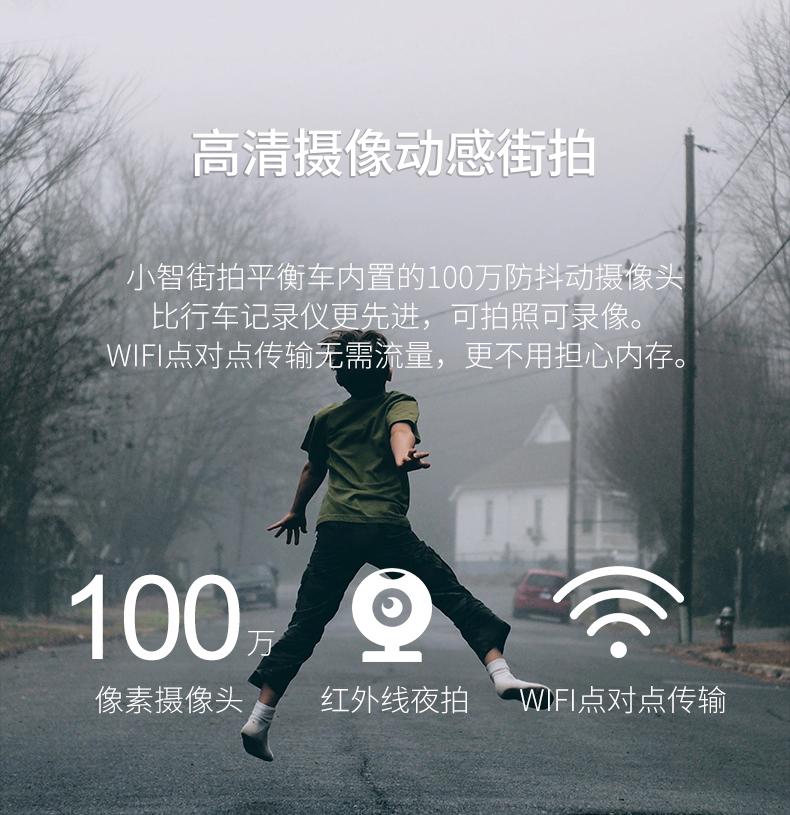 高清摄像动感街拍
小智街拍平衡车内置的100万防抖动摄像头
比行车记录仪更先进，可拍照可录像。
WIFI点对点传输无需流量，更不用担心内存。
100万
像素摄像头
红外线夜拍
WIFI点对点传输